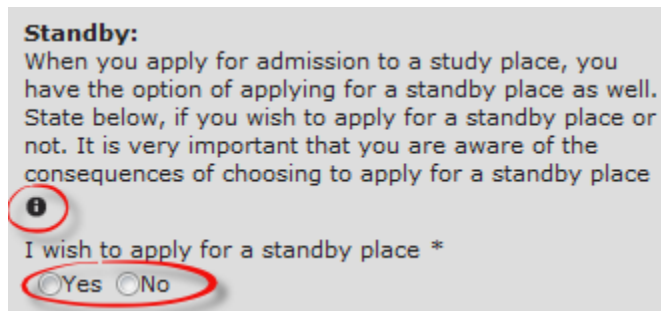 Standby:
When you apply for admission to a study place, you
have the option of applying for a standby place as well.
State below, if you wish to apply for a standby place or
not. It is very important that you are aware of the
consequences of choosing to apply for a standby place
i
I wish to apply for a standby place *
Yes No